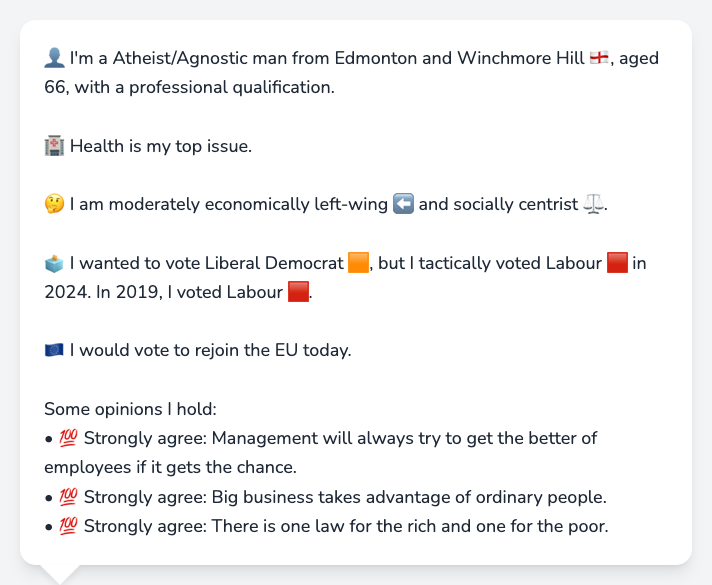 👤 I'm a Atheist/Agnostic man from Edmonton and Winchmore Hill 🏴󠁧󠁢󠁥󠁮󠁧󠁿, aged
66, with a professional qualification.
🏥 Health is my top issue.
🤔 I am moderately economically left-wing ⬅️ and socially centrist ⚖️.
🗳️ I wanted to vote Liberal Democrat 🟧, but I tactically voted Labour 🟥 in
2024. In 2019, I voted Labour 🟥.
🇪🇺 I would vote to rejoin the EU today.
Some opinions I hold:
• 💯 Strongly agree: Management will always try to get the better of
employees if it gets the chance.
• 💯 Strongly agree: Big business takes advantage of ordinary people.
• 💯 Strongly agree: There is one law for the rich and one for the poor.